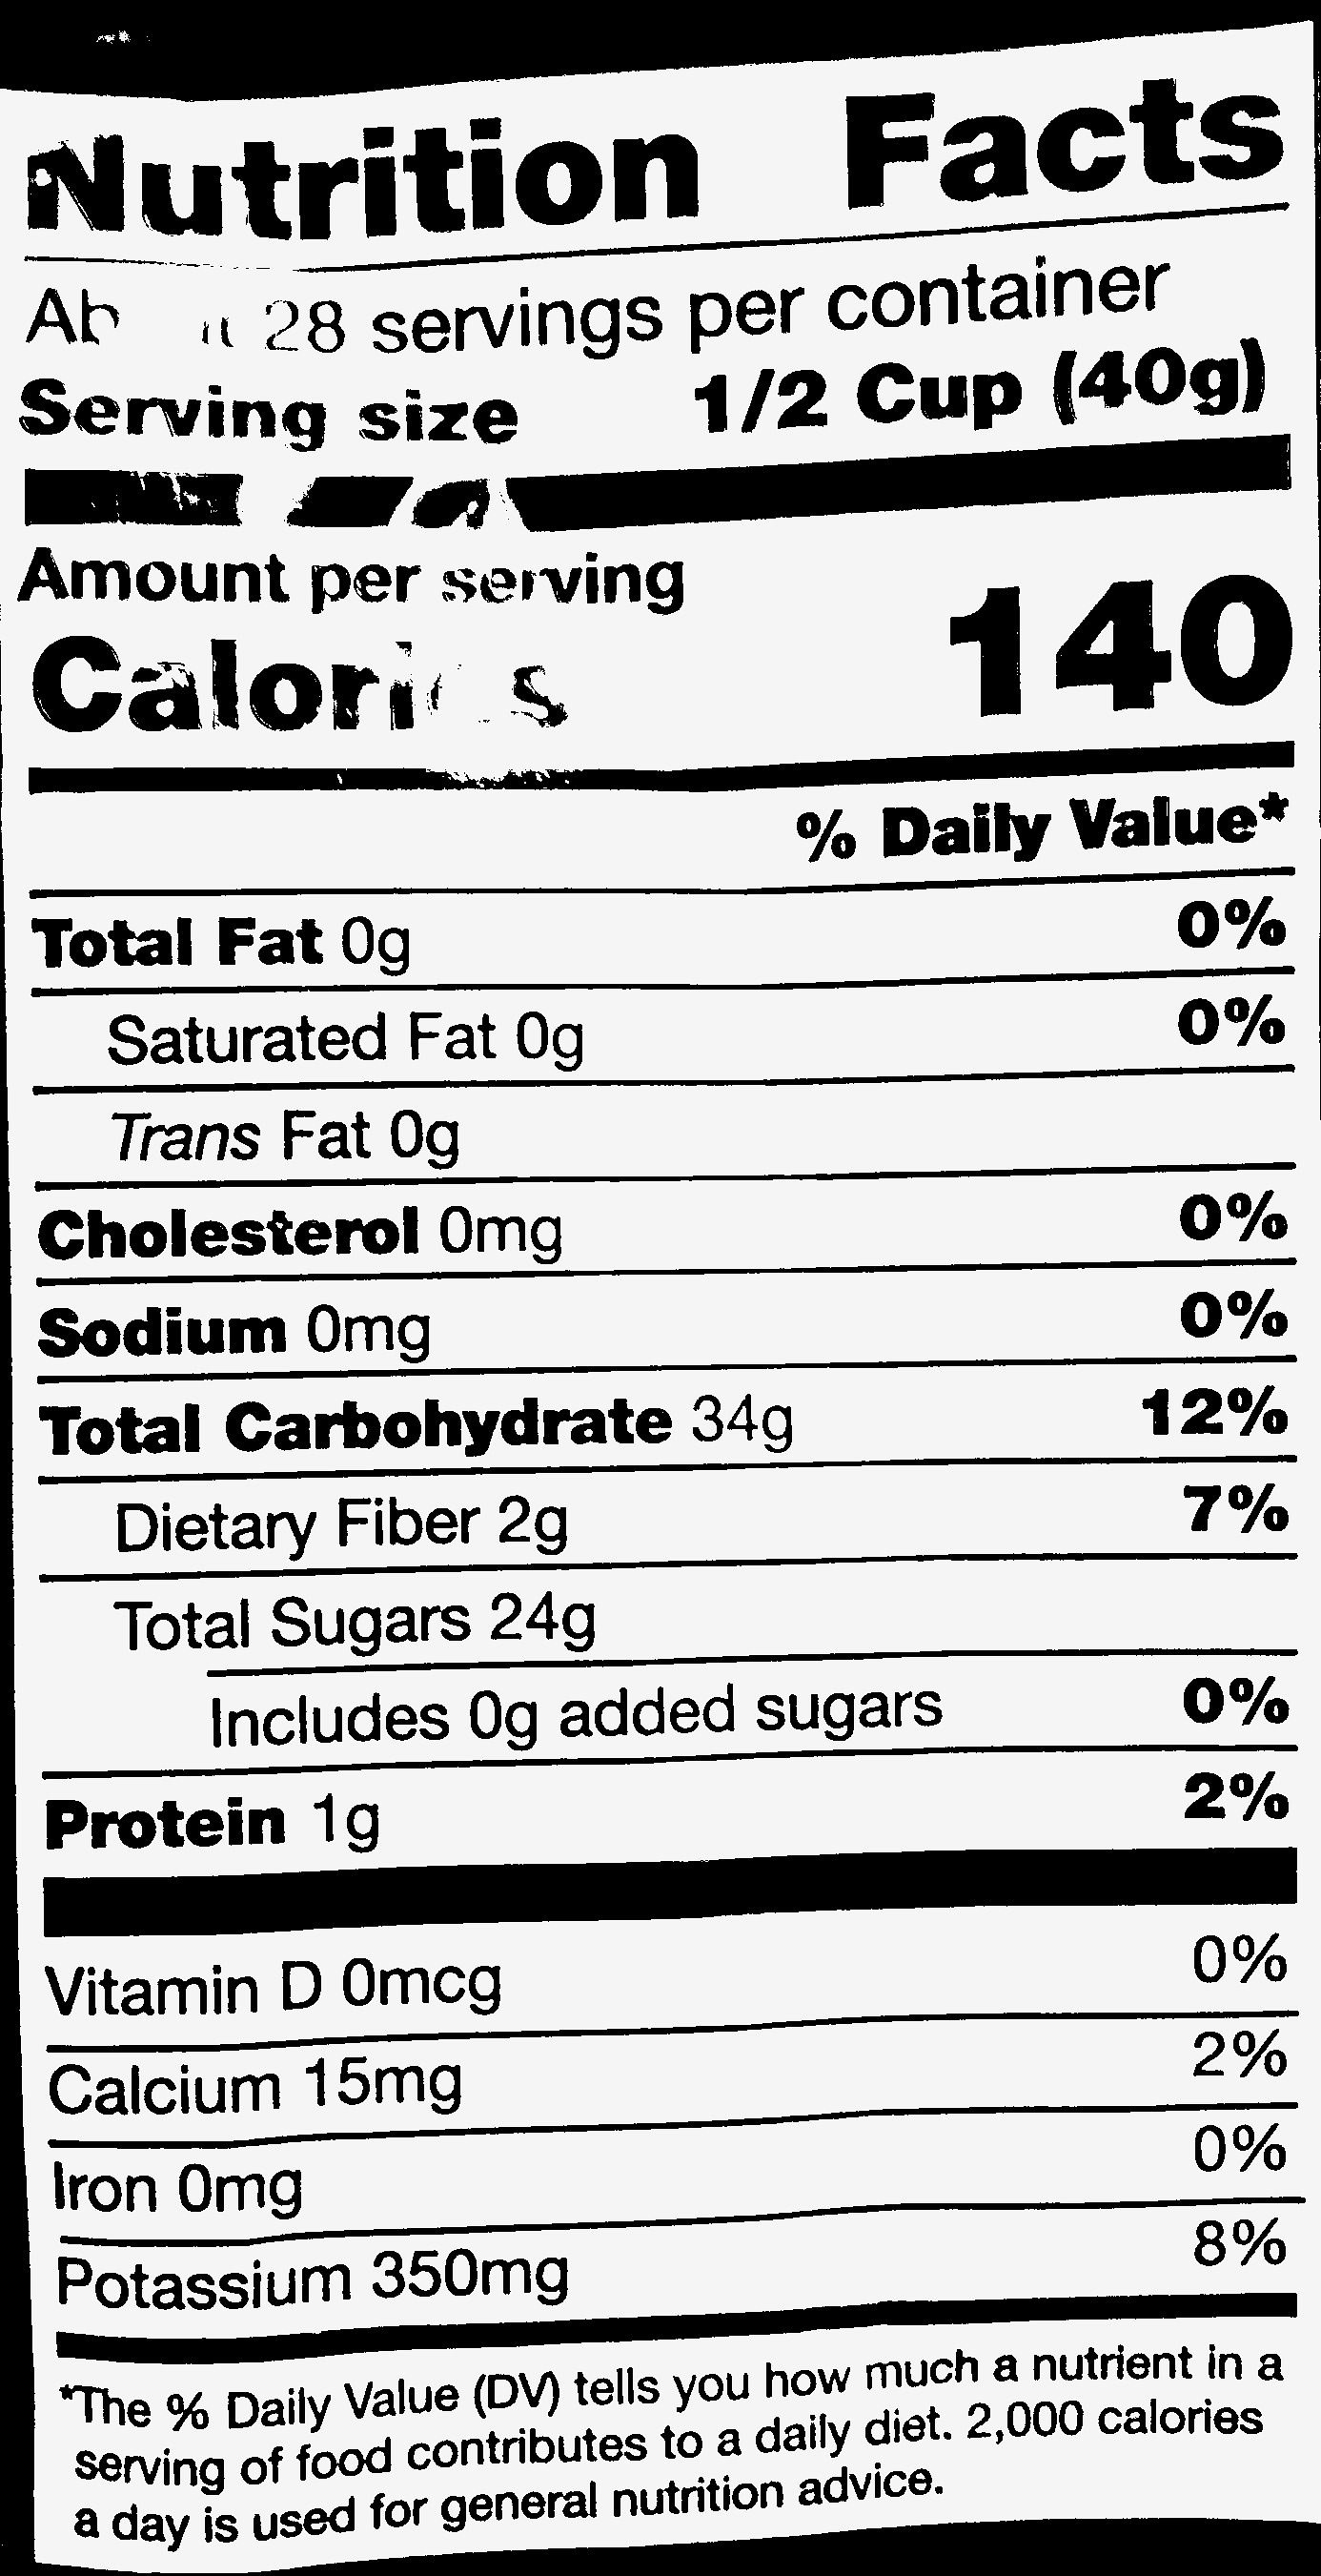 Nutrition Facts
28 servings per container
Serving size 1/2 Cup (40g)
Amount per serving
Calories 140
% Daily Value*
Total Fat 0g 0%
Saturated Fat 0g 0%
Trans Fat 0g
Cholesterol 0mg 0%
Sodium 0mg 0%
Total Carbohydrate 34g 12%
Dietary Fiber 2g 7%
Total Sugars 24g
Includes 0g added sugars 0%
Protein 1g 2%
Vitamin D 0mcg 0%
Calcium 15mg 2%
Iron 0mg 0%
Potassium 350mg 8%
*The % Daily Value (DV) tells you how much a nutrient in a
serving of food contributes to a daily diet. 2,000 calories
a day is used for general nutrition advice.